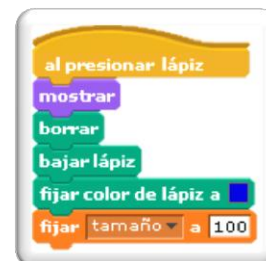 al presionar lápiz
mostrar
borrar
bajar lápiz
fijar color de lápiz a
fijar tamaño a 100